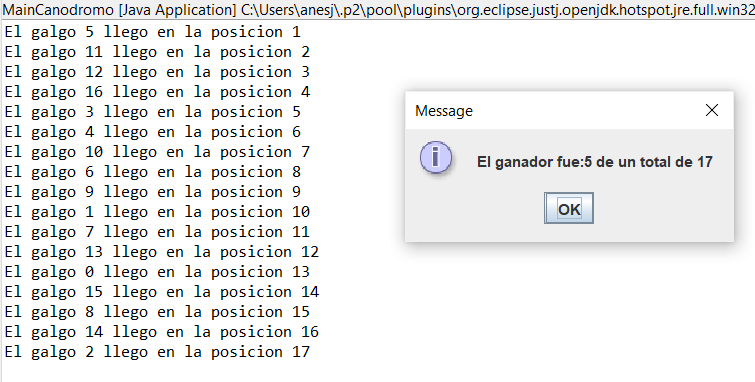 MainCanodromo [Java Application] C:\Users\anesj\.p2\pool\plugins\org.eclipse.justj.openjdk.hotspot.jre.full.win32
El galgo 5 llego en la posicion 1
El galgo 11 llego en la posicion 2
El galgo 12 llego en la posicion 3
El galgo 16 llego en la posicion 4
El galgo 3 llego en la posicion 5
El galgo 4 llego en la posicion 6
El galgo 10 llego en la posicion 7
El galgo 6 llego en la posicion 8
El galgo 9 llego en la posicion 9
El galgo 1 llego en la posicion 10
El galgo 7 llego en la posicion 11
El galgo 13 llego en la posicion 12
El galgo 0 llego en la posicion 13
El galgo 15 llego en la posicion 14
El galgo 8 llego en la posicion 15
El galgo 14 llego en la posicion 16
El galgo 2 llego en la posicion 17
Message
El ganador fue:5 de un total de 17
OK